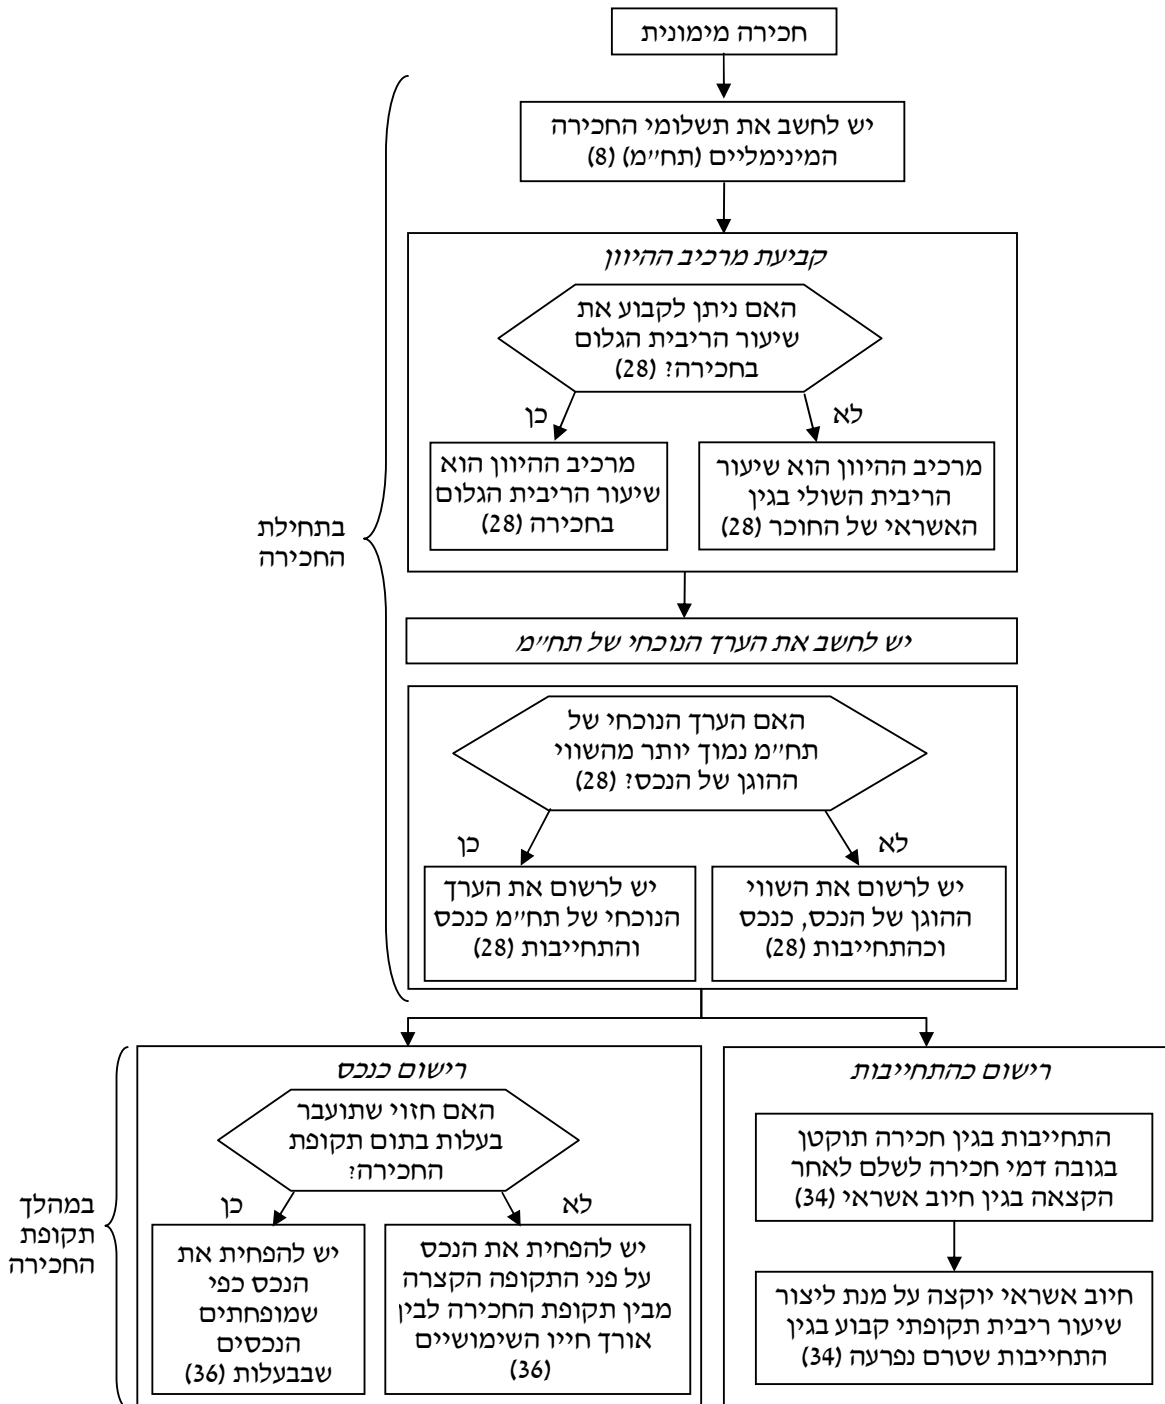 חכירה מימונית
יש לחשב את תשלומי החכירה
המינימליים (תח״מ) (8)
קביעת מרכיב ההיוון
האם ניתן לקבוע את
שיעור הריבית הגלום
בחכירה? (28)
לא
כן
מרכיב ההיוון הוא שיעור
הריבית השולי בגין
האשראי של החוכר (28)
מרכיב ההיוון הוא
שיעור הריבית הגלום
בחכירה (28)
בתחילת
החכירה
יש לחשב את הערך הנוכחי של תח״מ
האם הערך הנוכחי של
תח״מ נמוך יותר מהשווי
ההוגן של הנכס? (28)
לא
כן
יש לרשום את השווי
ההוגן של הנכס, כנכס
וכהתחייבות (28)
יש לרשום את הערך
הנוכחי של תח״מ כנכס
והתחייבות (28)
רישום כהתחייבות
התחייבות בגין חכירה תוקטן
בגובה דמי חכירה לשלם לאחר
הקצאה בגין חיוב אשראי (34)
חיוב אשראי יוקצה על מנת ליצור
שיעור ריבית תקופתי קבוע בגין
התחייבות שטרם נפרעה (34)
רישום כנכס
האם חזוי שתועבר
בעלות בתום תקופת
החכירה?
לא
כן
יש להפחית את הנכס
על פני התקופה הקצרה
מבין תקופת החכירה לבין
אורך חייו השימושיים
(36)
יש להפחית את
הנכס כפי
שמופחתים
הנכסים
שבבעלות (36)
במהלך
תקופת
החכירה